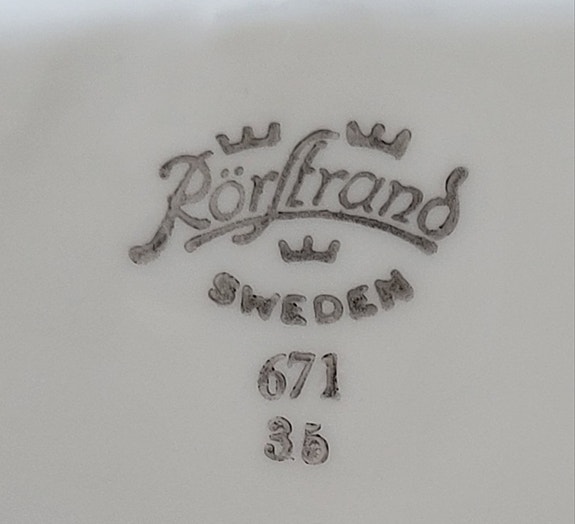 Rörstrand
SWEDEN
671
35